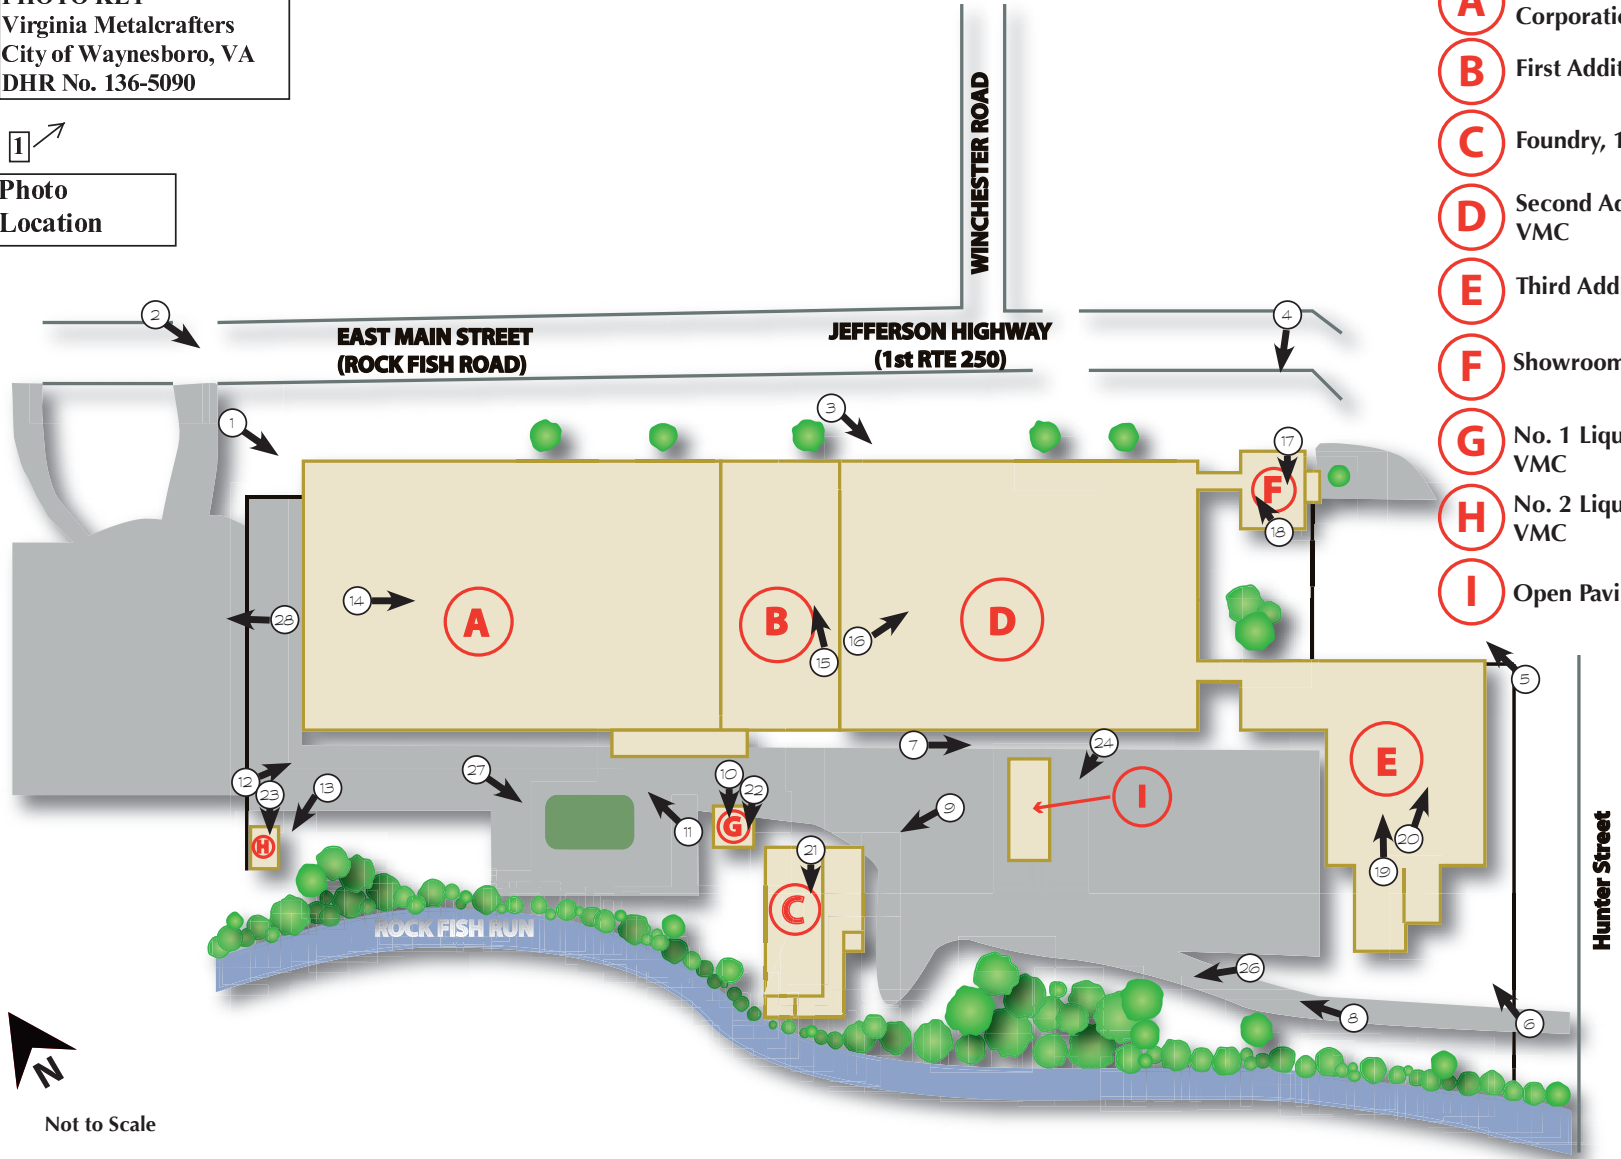 Virginia Metalcrafters
City of Waynesboro, VA
DHR No. 136-5090
1
Photo
Location
WINCHESTER ROAD
EAST MAIN STREET
(ROCK FISH ROAD)
JEFFERSON HIGHWAY
(1st RTE 250)
A
Corporati
B First Addit
C Foundry, 1
D Second Ad
VMC
E Third Add
F Showroom
G No. 1 Liqu
VMC
H No. 2 Liqu
VMC
I Open Pavi
2
4
1
3
17
F
18
14
A
B
15
16
D
28
5
7
24
E
I
12
23
13
27
10
22
11
G
9
H
21
C
20
19
ROCK FISH RUN
26
8
6
Hunter Street
N
Not to Scale